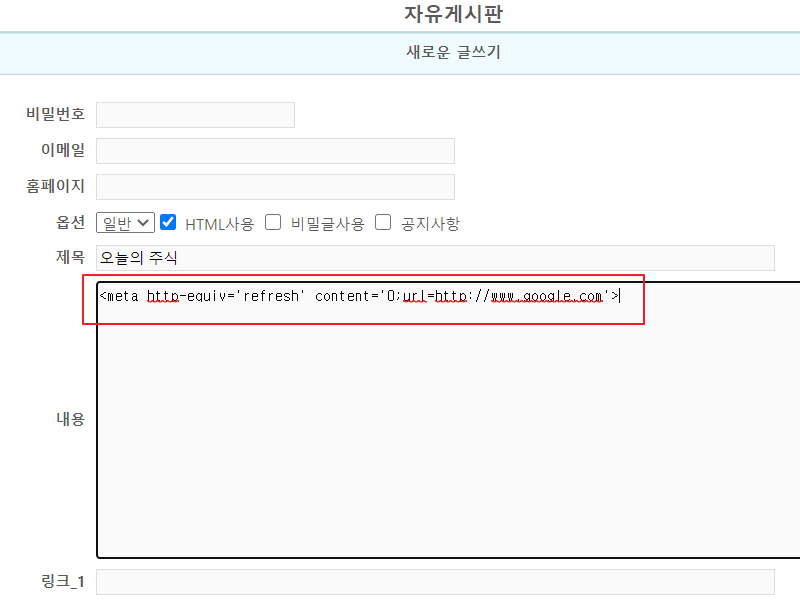 자유게시판
새로운 글쓰기
비밀번호
이메일
홈페이지
옵션 일반 HTML사용 비밀글사용 공지사항
제목 오늘의 주식
내용 <meta http-equiv='refresh' content='0;url=http://www.google.com'>
링크_1